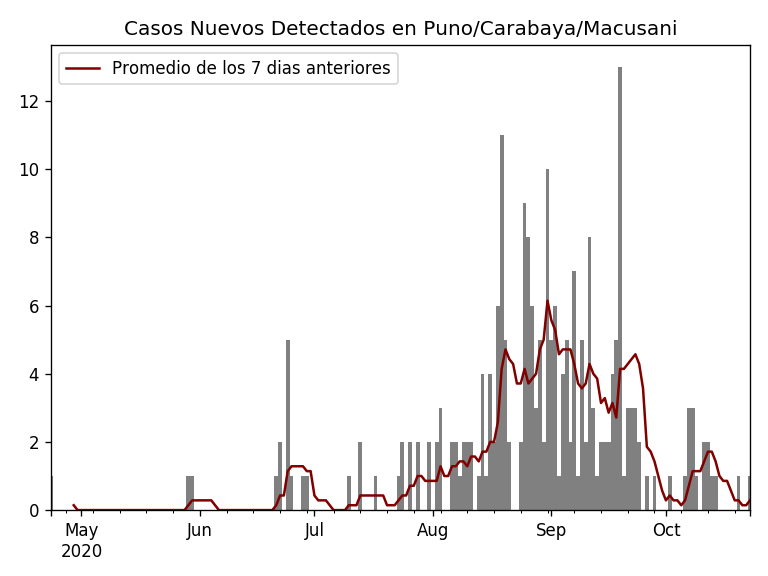 Casos Nuevos Detectados en Puno/Carabaya/Macusani
Promedio de los 7 dias anteriores
12
10
8
6
4
2
0
May Jun Jul Aug Sep Oct
2020